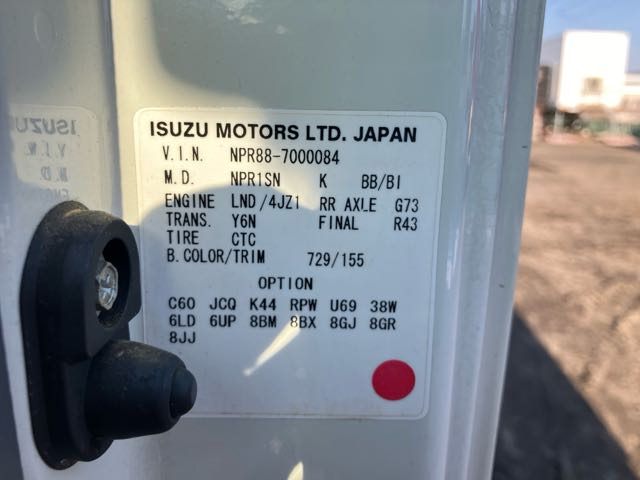 ISUZU MOTORS LTD. JAPAN
V.I.N. NPR88-7000084
M.D. NPR1SN K BB/BI
ENGINE LND/4JZ1 RR AXLE G73
TRANS. Y6N FINAL R43
TIRE CTC
B.COLOR/TRIM 729/155
OPTION
C60 JCQ K44 RPW U69 38W
6LD 6UP 8BM 8BX 8GJ 8GR
8JJ
ISUZU
V.I.N.
M.D.